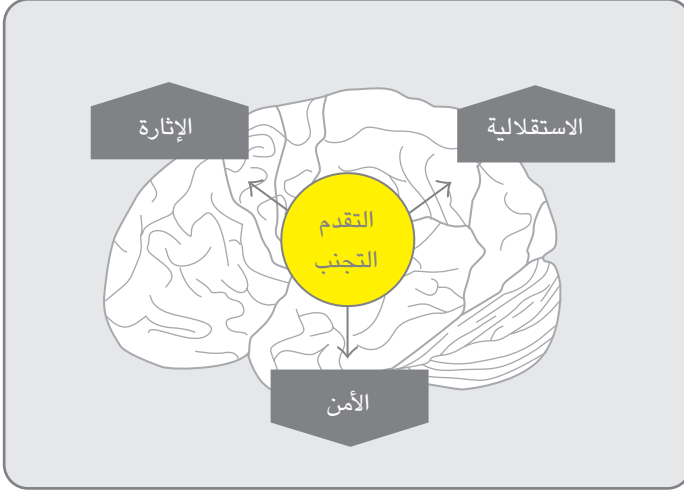 الاستقلالية
الإثارة
التقدم
التجنب
الأمن